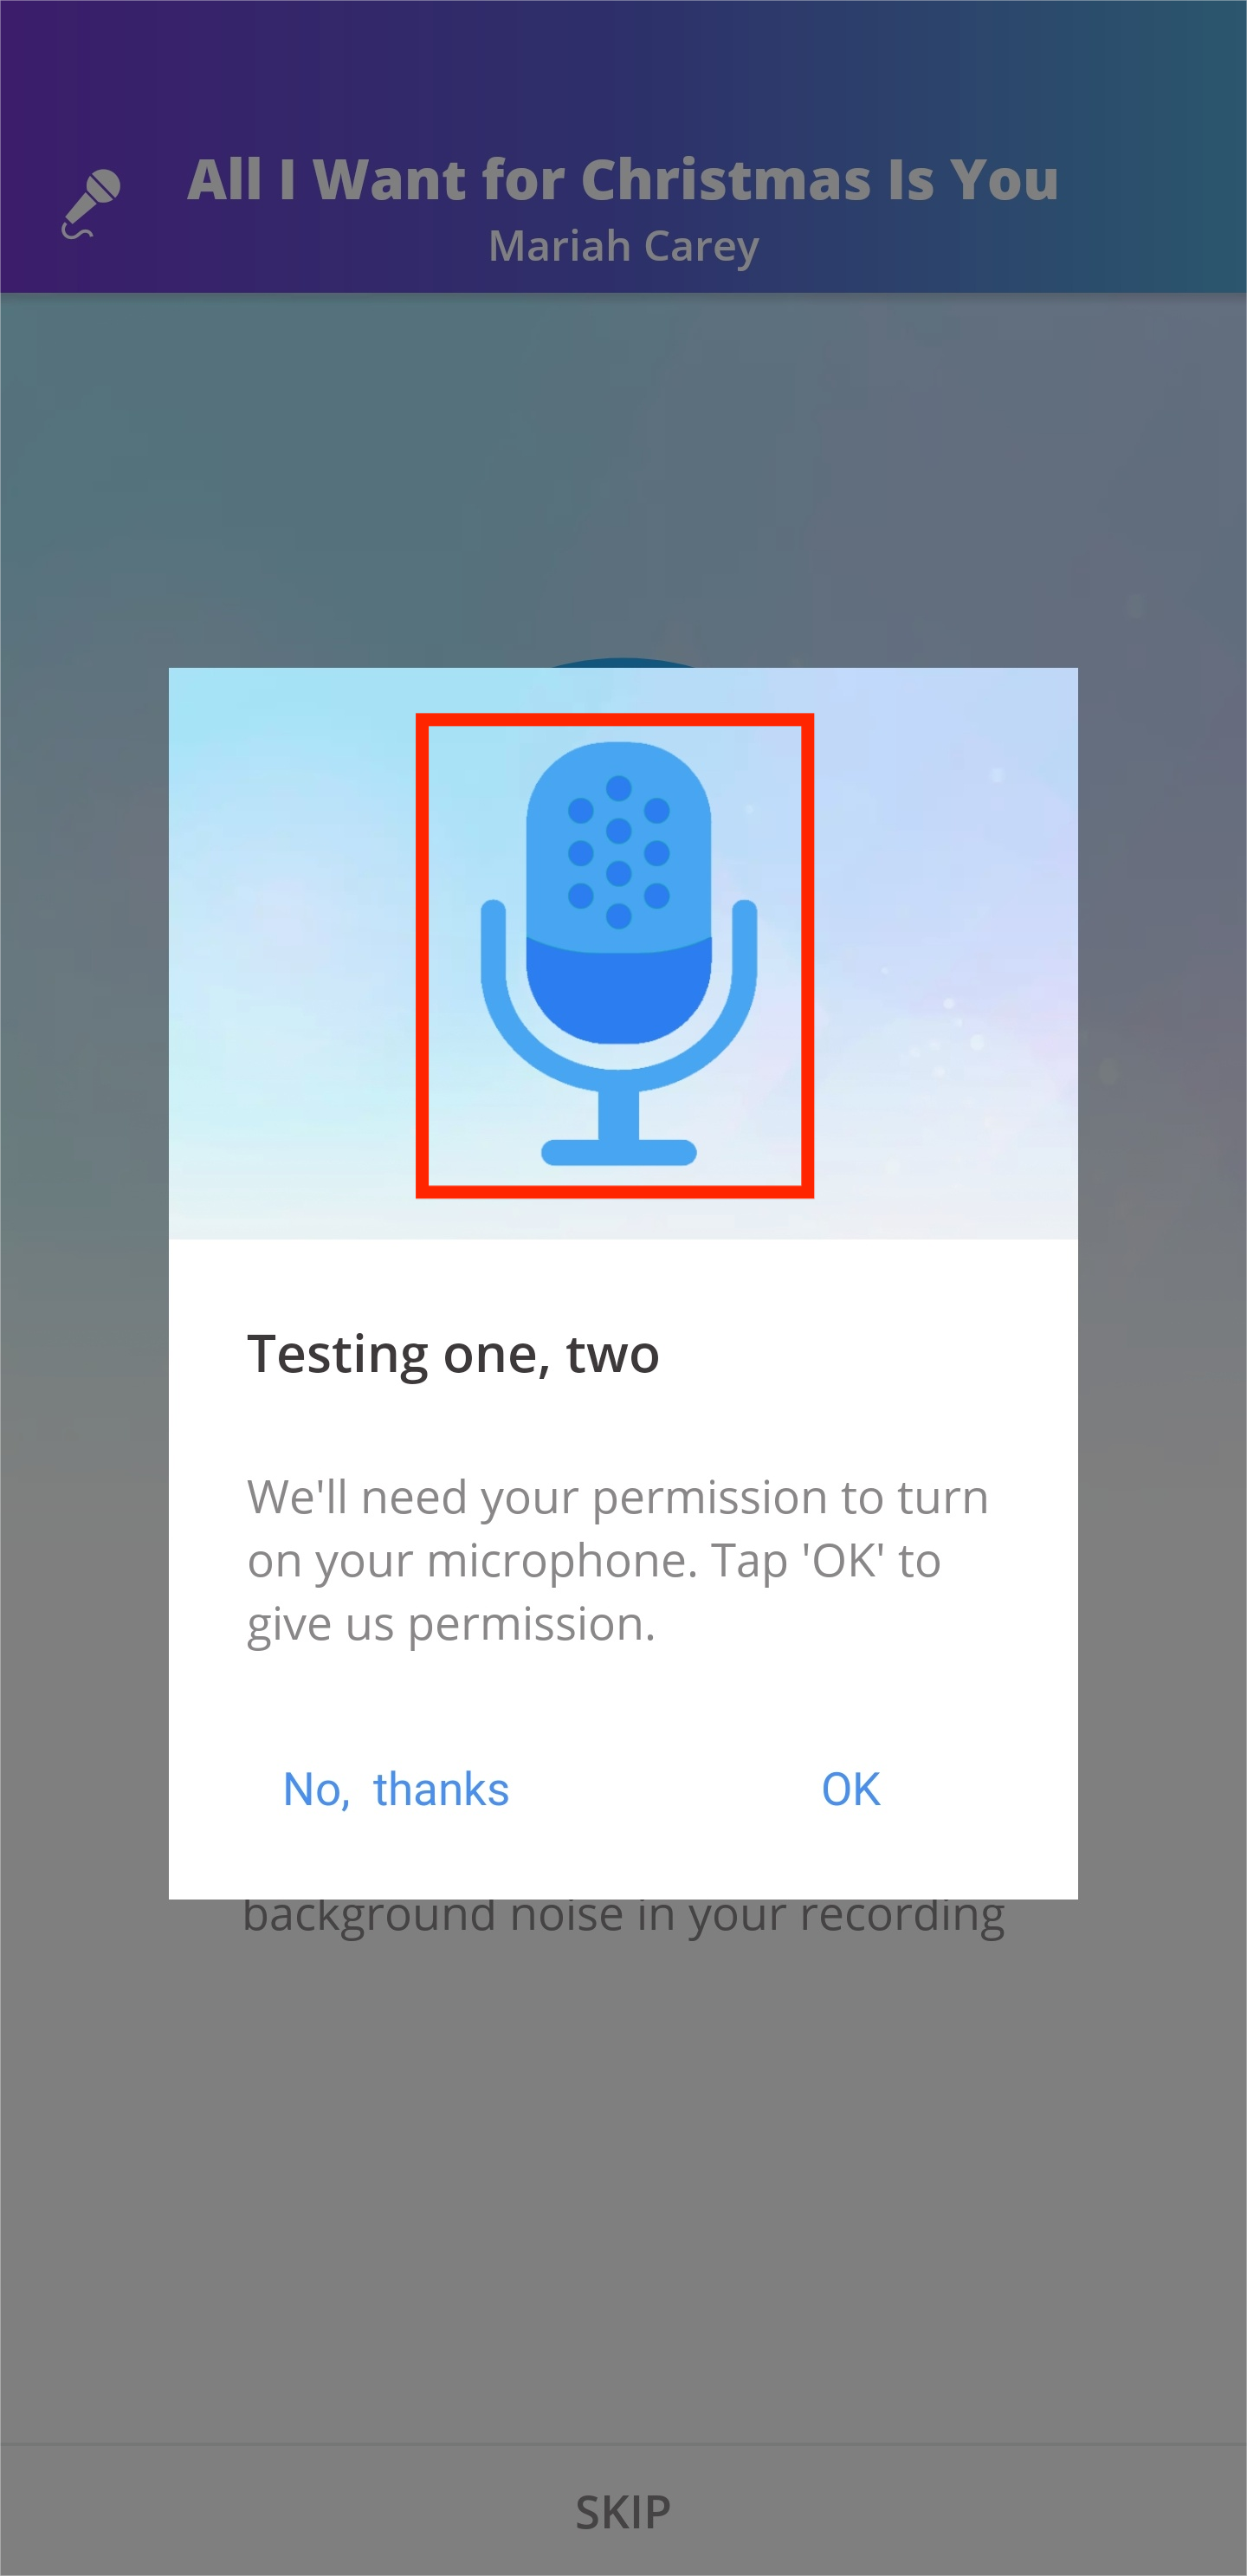 All I Want for Christmas Is You
Mariah Carey
Testing one, two
We'll need your permission to turn
on your microphone. Tap 'OK' to
give us permission.
No, thanks
OK
background noise in your recording
SKIP